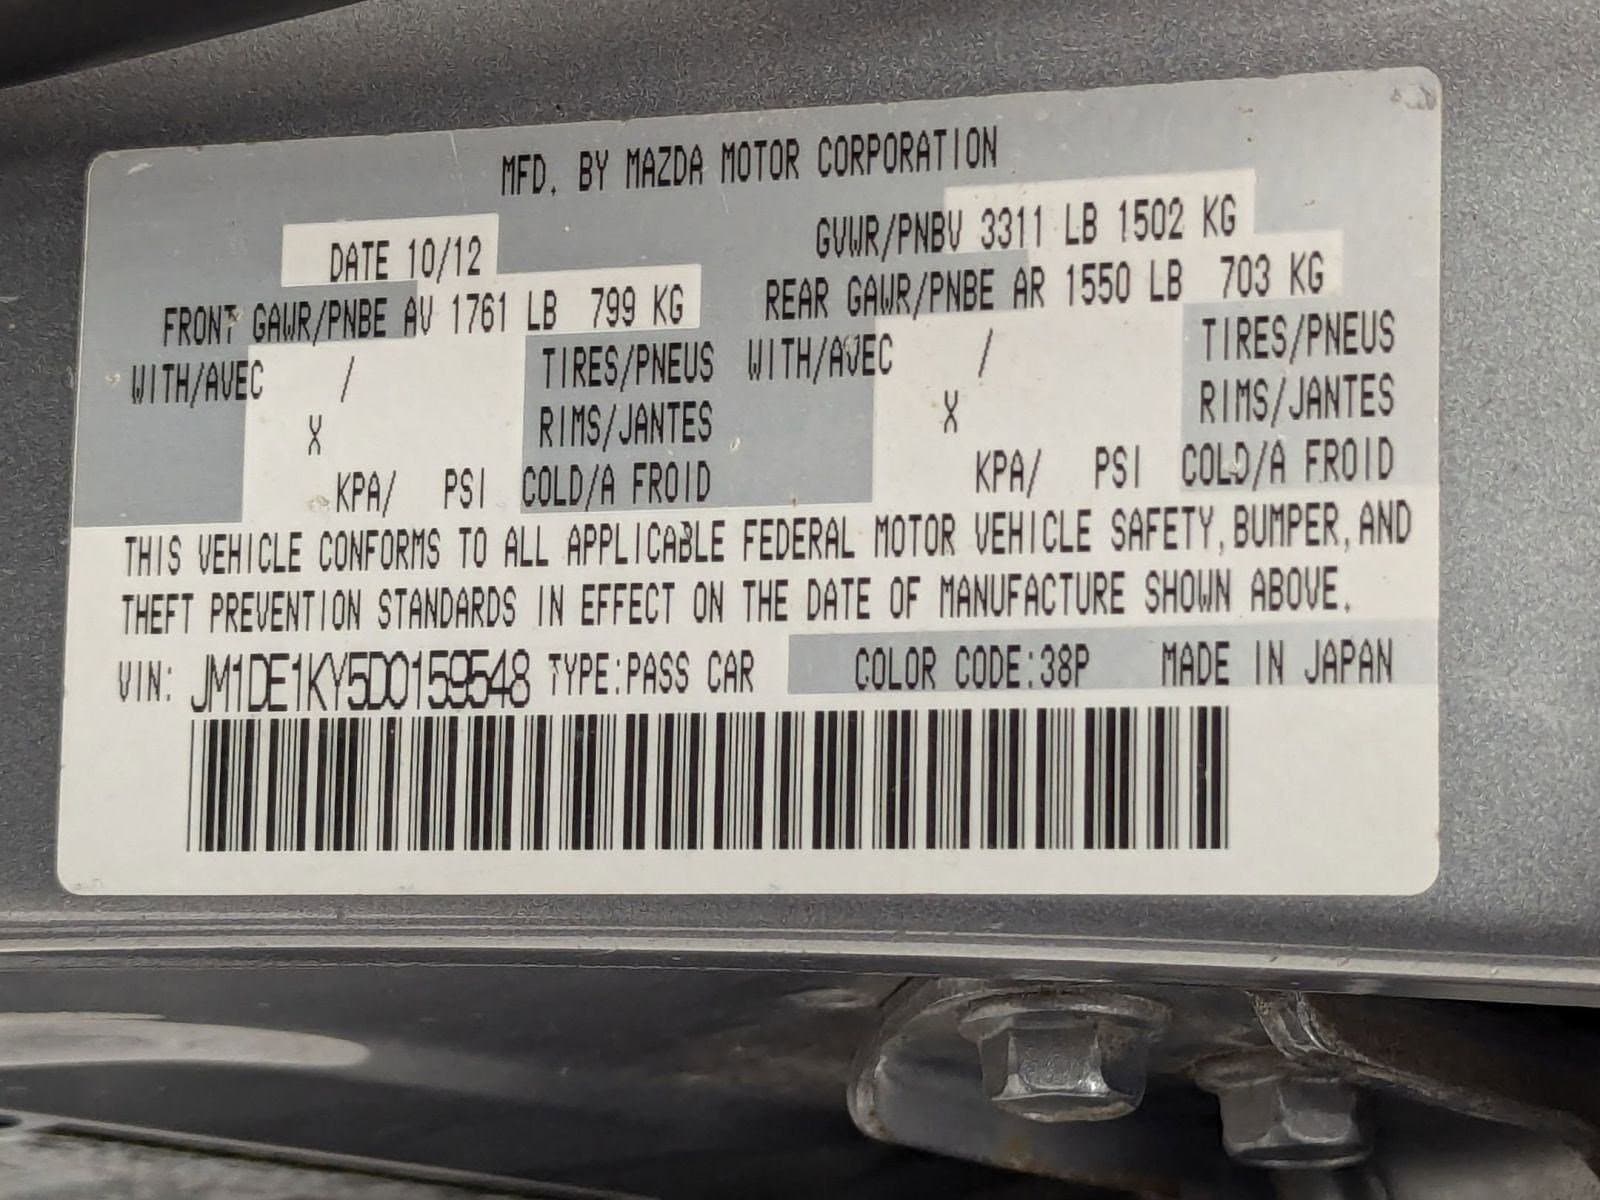 MFD. BY MAZDA MOTOR CORPORATION
DATE 10/12
GVWR/PNBV 3311 LB 1502 KG
FRONT GAWR/PNBE AV 1761 LB 799 KG
REAR GAWR/PNBE AR 1550 LB 703 KG
WITH/AVEC / TIRES/PNEUS
X RIMS/JANTES
KPA/ PSI COLD/A FROID
WITH/AVEC / TIRES/PNEUS
X RIMS/JANTES
KPA/ PSI COLD/A FROID
THIS VEHICLE CONFORMS TO ALL APPLICABLE FEDERAL MOTOR VEHICLE SAFETY, BUMPER, AND
THEFT PREVENTION STANDARDS IN EFFECT ON THE DATE OF MANUFACTURE SHOWN ABOVE.
VIN: JM1DE1KY5D0159548 TYPE:PASS CAR COLOR CODE:38P MADE IN JAPAN